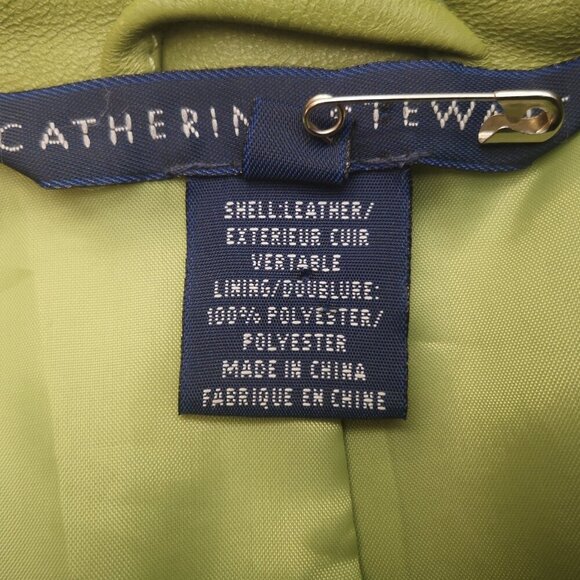 CATHERIN STEWA
SHELL:LEATHER/
EXTERIEUR CUIR
VERTABLE
LINING/DOUBLURE:
100% POLYESTER/
POLYESTER
MADE IN CHINA
FABRIQUE EN CHINE